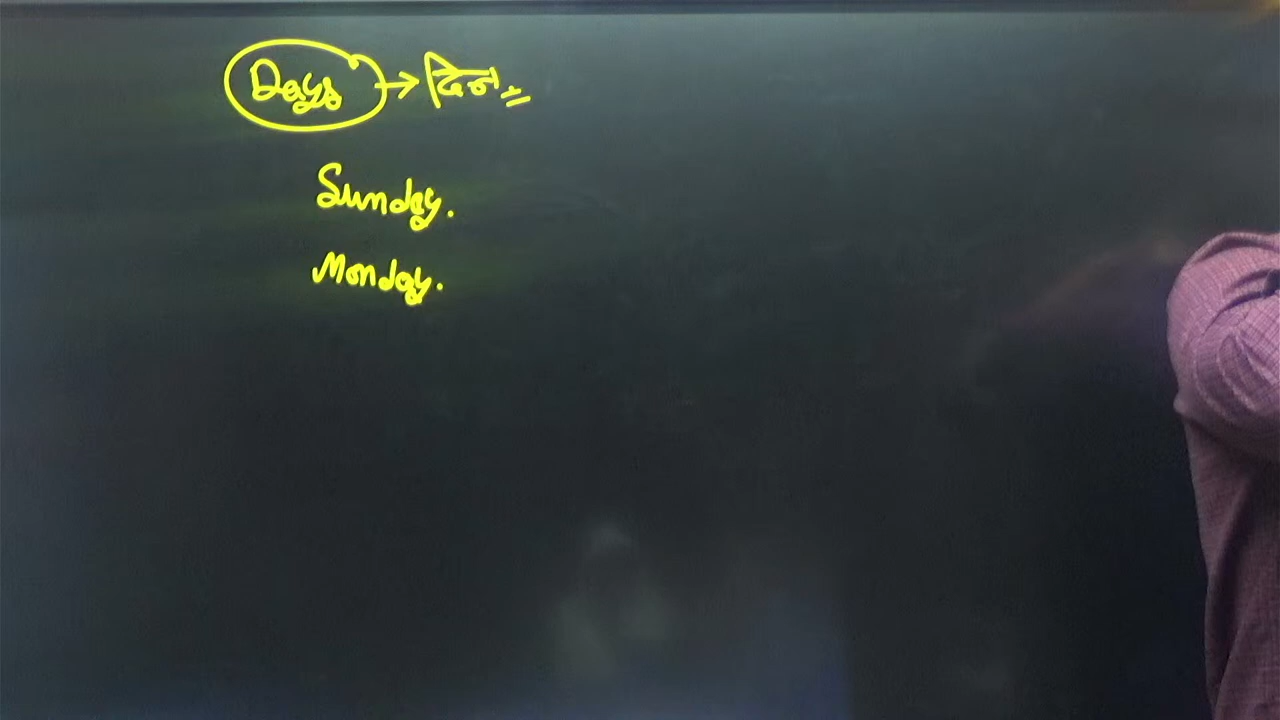 Days → दिन
Sunday.
Monday.